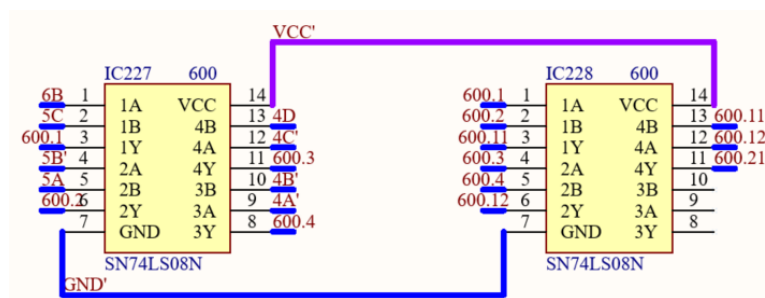 VCC'
IC227 600 IC228 600
6B 1 1A VCC 14 600.1 1 1A VCC 14
5C 2 1B 4B 13 4D 600.2 2 1B 4B 13 600.11
600.1 3 1Y 4A 12 4C' 600.11 3 1Y 4A 12 600.12
5B' 4 2A 4Y 11 600.3 600.3 4 2A 4Y 11 600.21
5A 5 2B 3B 10 4B' 600.4 5 2B 3B 10
600.2 6 2Y 3A 9 4A' 600.12 6 2Y 3A 9
7 GND 3Y 8 600.4 7 GND 3Y 8
SN74LS08N SN74LS08N
GND'